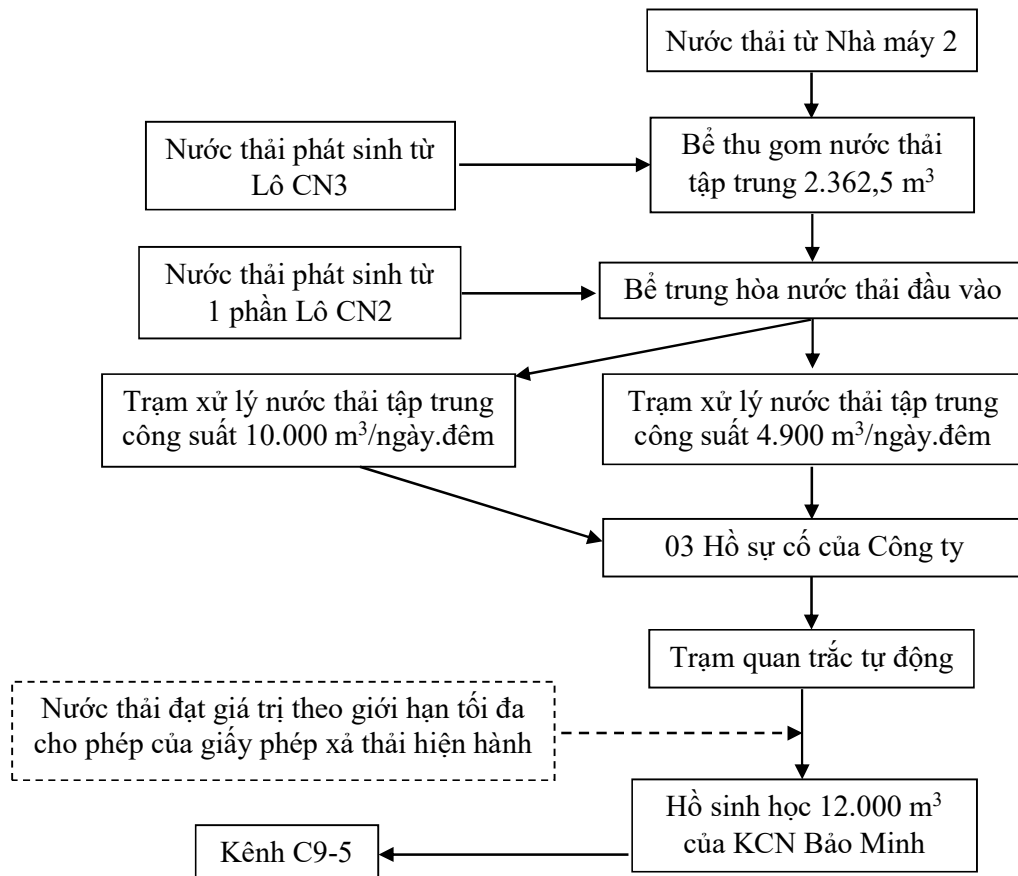 Nước thải từ Nhà máy 2
Nước thải phát sinh từ
Lô CN3
Bể thu gom nước thải
tập trung 2.362,5 m³
Nước thải phát sinh từ
1 phần Lô CN2
Bể trung hòa nước thải đầu vào
Trạm xử lý nước thải tập trung
công suất 10.000 m³/ngày.đêm
Trạm xử lý nước thải tập trung
công suất 4.900 m³/ngày.đêm
03 Hồ sự cố của Công ty
Trạm quan trắc tự động
Nước thải đạt giá trị theo giới hạn tối đa
cho phép của giấy phép xả thải hiện hành
Hồ sinh học 12.000 m³
của KCN Bảo Minh
Kênh C9-5